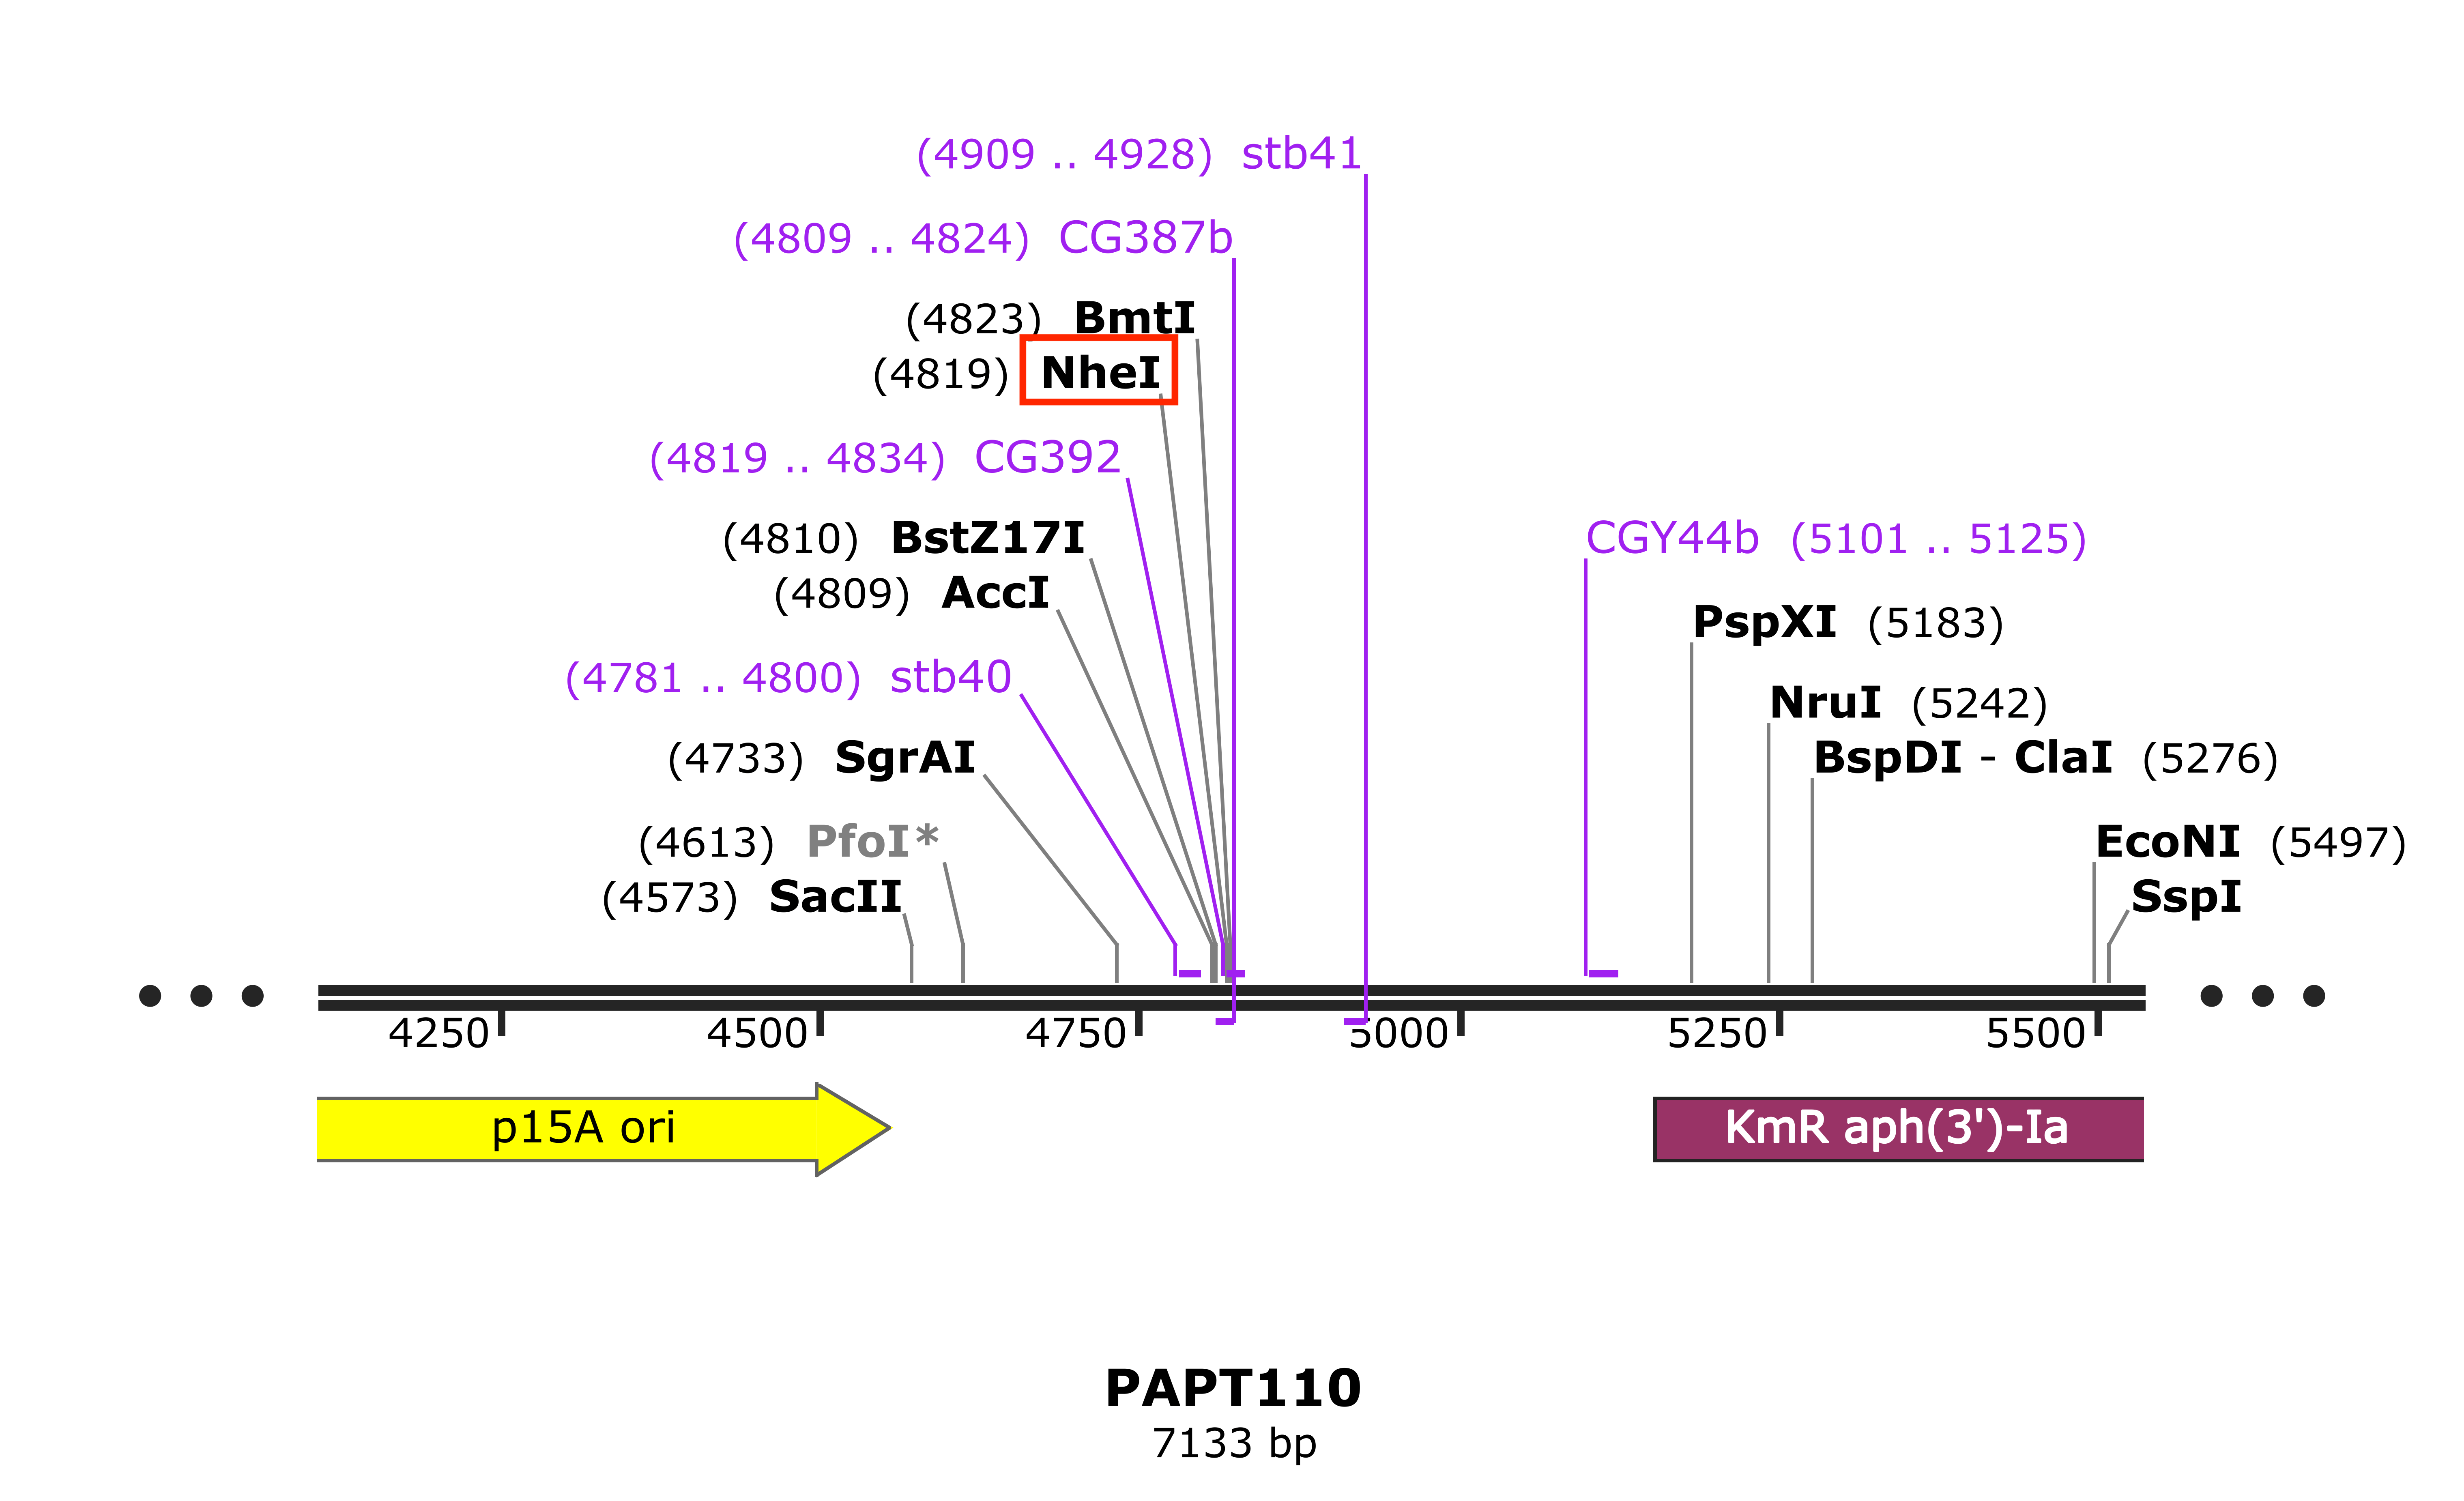 (4909 .. 4928) stb41
(4809 .. 4824) CG387b
(4823) BmtI
(4819) NheI
(4819 .. 4834) CG392
(4810) BstZ17I
CGY44b (5101 .. 5125)
(4809) AccI
PspXI (5183)
(4781 .. 4800) stb40
NruI (5242)
(4733) SgrAI
BspDI - ClaI (5276)
(4613) PfoI*
EcoNI (5497)
(4573) SacII
SspI
4250 4500 4750 5000 5250 5500
p15A ori
KmR aph(3')-Ia
PAPT110
7133 bp